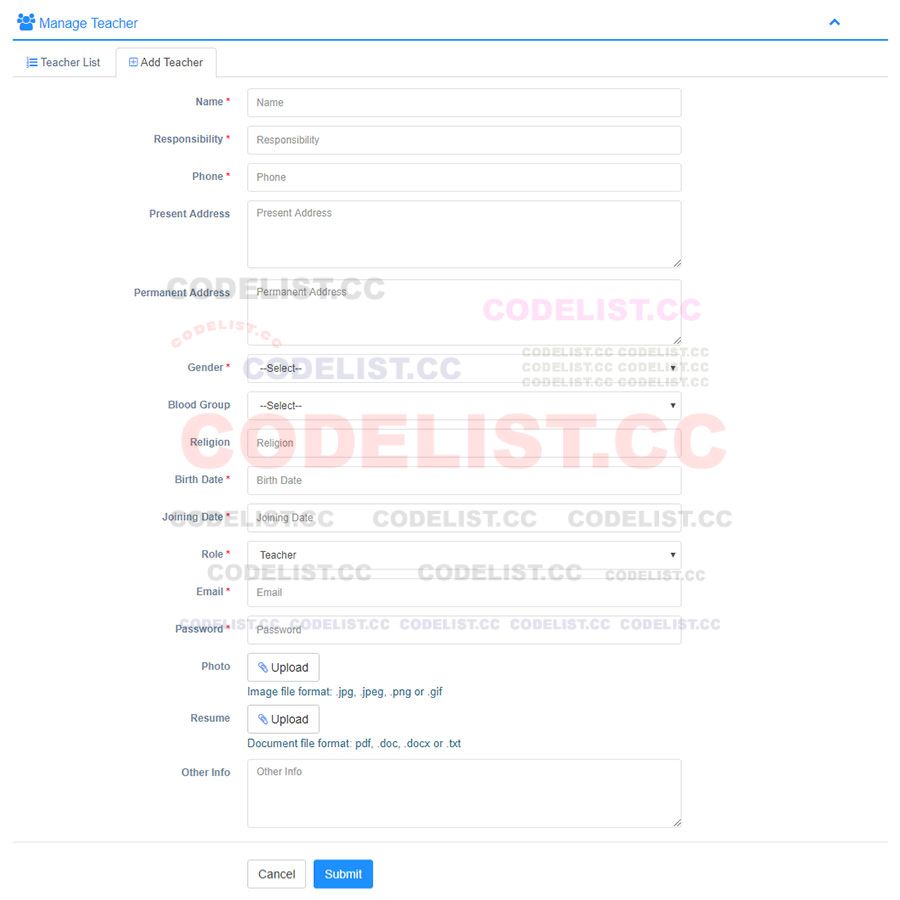 Manage Teacher
Teacher List
Add Teacher
Name * Name
Responsibility * Responsibility
Phone * Phone
Present Address Present Address
Permanent Address Permanent Address
CODELIST.CC
CODELIST.CC
CODELIST.CC
Gender * --Select--
CODELIST.CC
CODELIST.CC CODELIST.CC
CODELIST.CC CODELIST.CC
CODELIST.CC CODELIST.CC
Blood Group --Select--
CODELIST.CC
Religion Religion
Birth Date * Birth Date
Joining Date * Joining Date
CODELIST.CC CODELIST.CC CODELIST.CC
Role * Teacher
CODELIST.CC CODELIST.CC CODELIST.CC
Email * Email
Password * Password
CODELIST.CC CODELIST.CC CODELIST.CC CODELIST.CC CODELIST.CC
Photo Upload
Image file format: .jpg, .jpeg, .png or .gif
Resume Upload
Document file format: pdf, .doc, .docx or .txt
Other Info Other Info
Cancel Submit